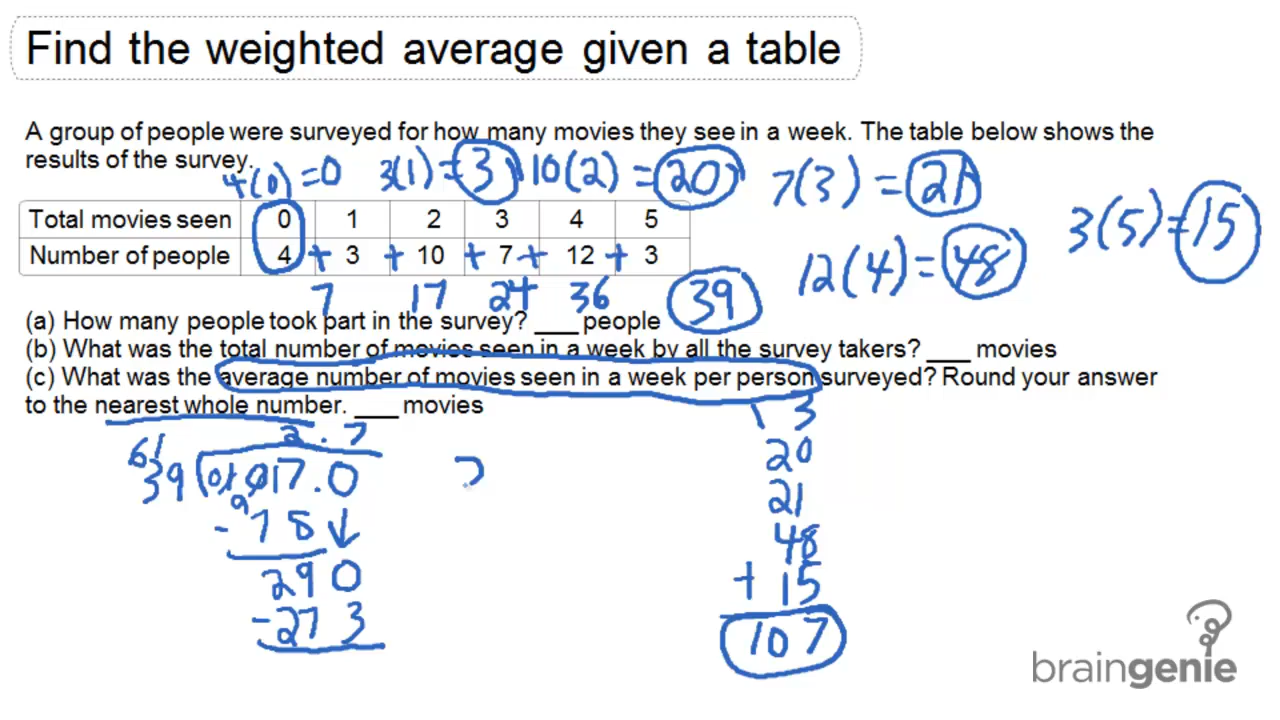 Find the weighted average given a table
A group of people were surveyed for how many movies they see in a week. The table below shows the
results of the survey.
4(0) =0 3(1) = 3 10(2) = 20 7(3) = 21
3(5)=15
Total movies seen 0 1 2 3 4 5
Number of people 4 + 3 + 10 + 7 + 12 + 3
12(4) = 48
7 17 24 36 39
(a) How many people took part in the survey? ___ people
(b) What was the total number of movies seen in a week by all the survey takers? ___ movies
(c) What was the average number of movies seen in a week per person surveyed? Round your answer
to the nearest whole number. ___ movies
1 3
20
21
48
+ 15
107
2.7
39 107.0
- 78
290
- 273
braingenie